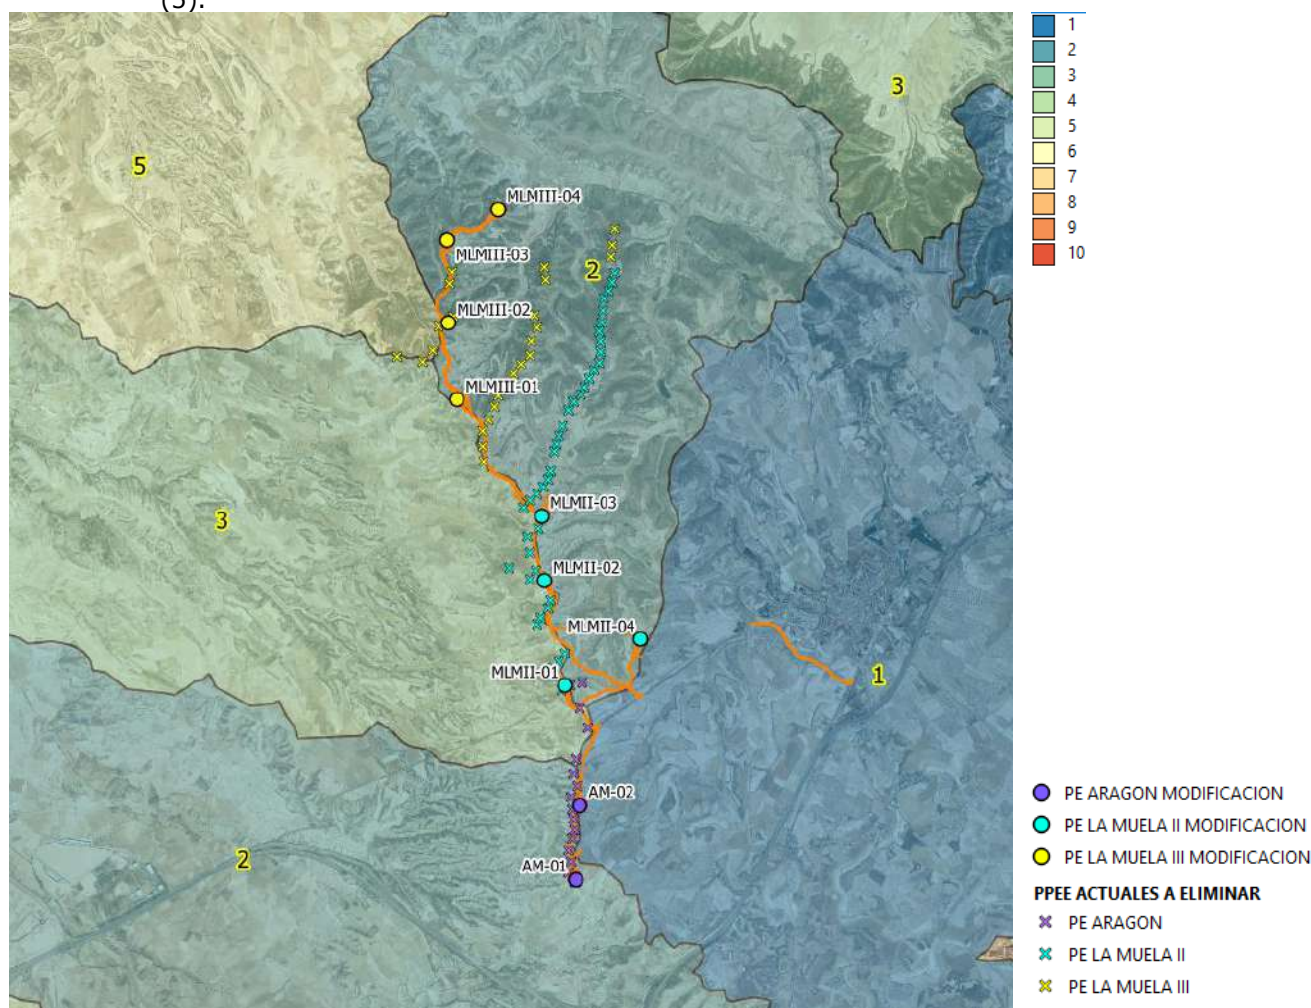 (3).
1
2
3
4
5
6
7
8
9
10
3
5
MLMIII-04
MLMIII-03
2
MLMIII-02
MLMIII-01
MLMII-03
3
MLMII-02
MLMII-04
MLMII-01
1
AM-02
AM-01
2
PE ARAGON MODIFICACION
PE LA MUELA II MODIFICACION
PE LA MUELA III MODIFICACION
PPEE ACTUALES A ELIMINAR
PE ARAGON
PE LA MUELA II
PE LA MUELA III